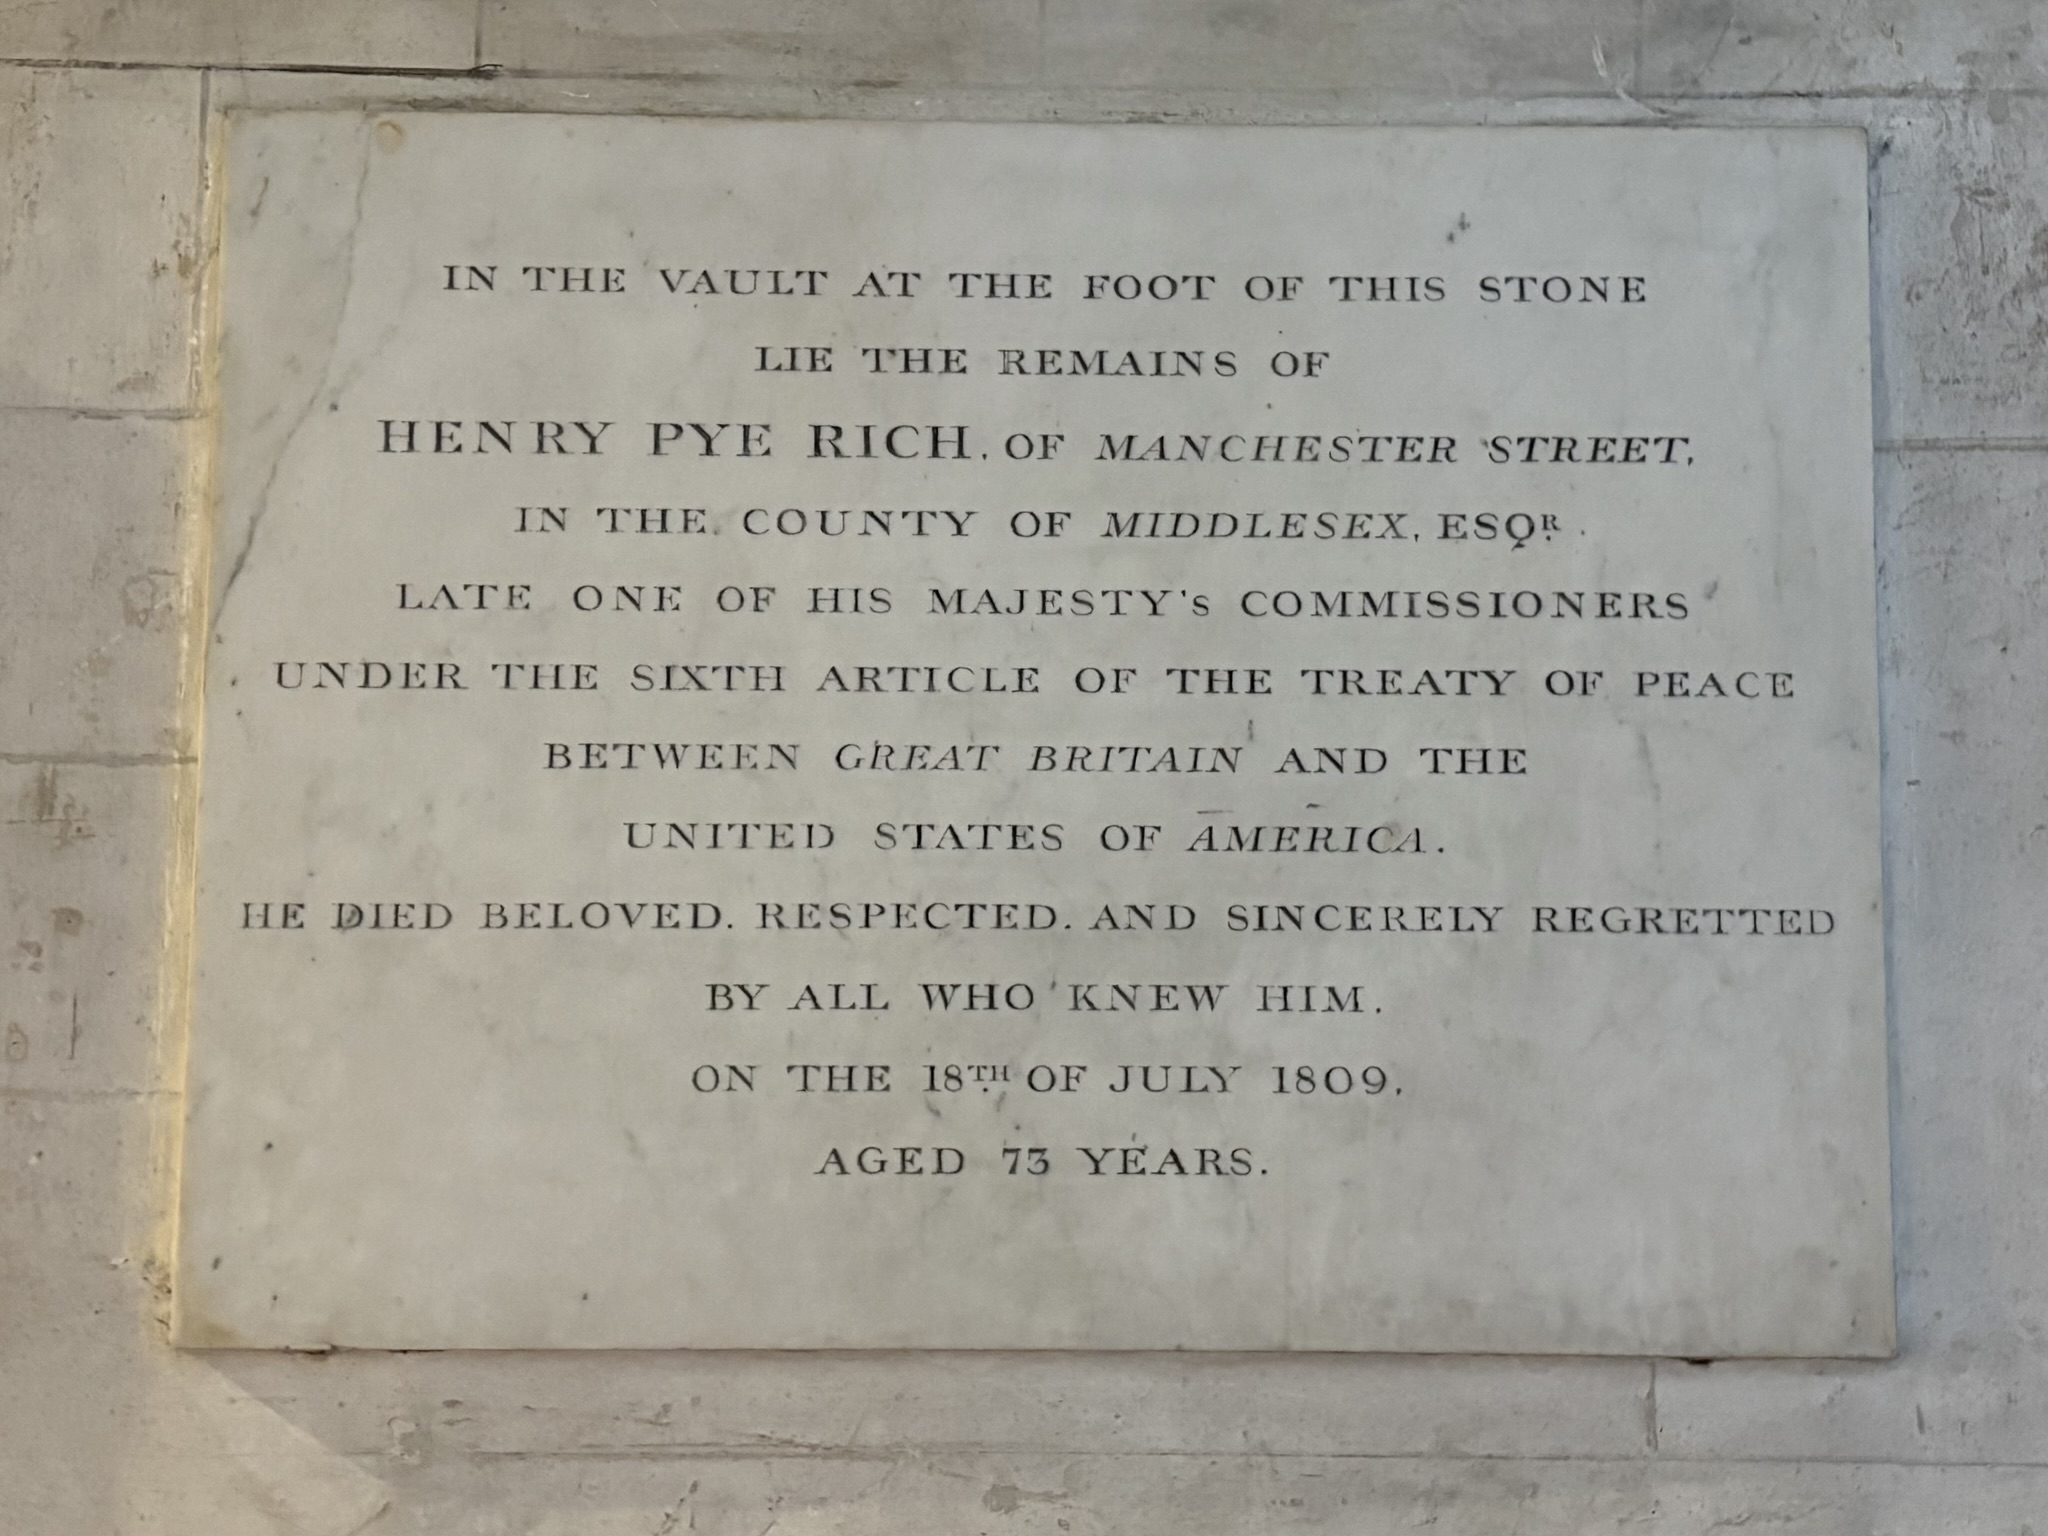 IN THE VAULT AT THE FOOT OF THIS STONE
LIE THE REMAINS OF
HENRY PYE RICH, OF MANCHESTER STREET,
IN THE COUNTY OF MIDDLESEX, ESQR.
LATE ONE OF HIS MAJESTY's COMMISSIONERS
UNDER THE SIXTH ARTICLE OF THE TREATY OF PEACE
BETWEEN GREAT BRITAIN AND THE
UNITED STATES OF AMERICA.
HE DIED BELOVED, RESPECTED, AND SINCERELY REGRETTED
BY ALL WHO KNEW HIM,
ON THE 18TH OF JULY 1809,
AGED 73 YEARS.